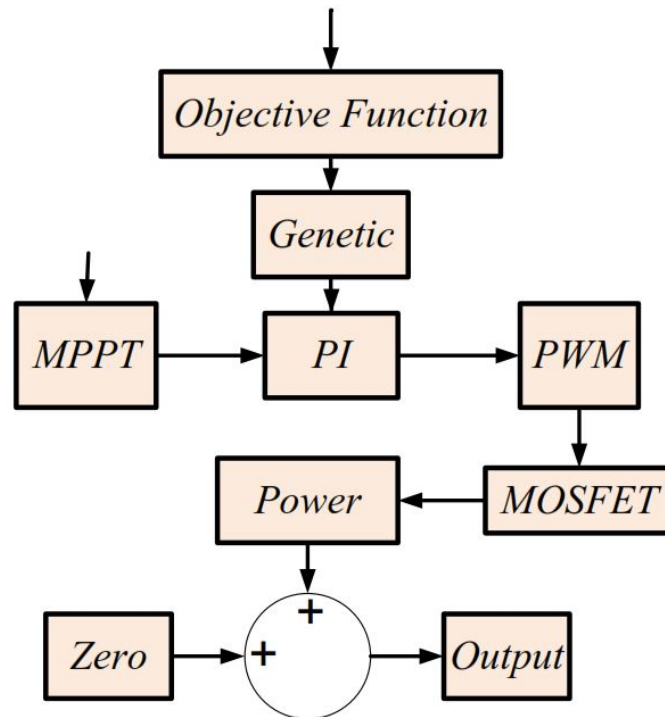 Objective Function
Genetic
MPPT
PI
PWM
Power
MOSFET
+
Zero
+
Output